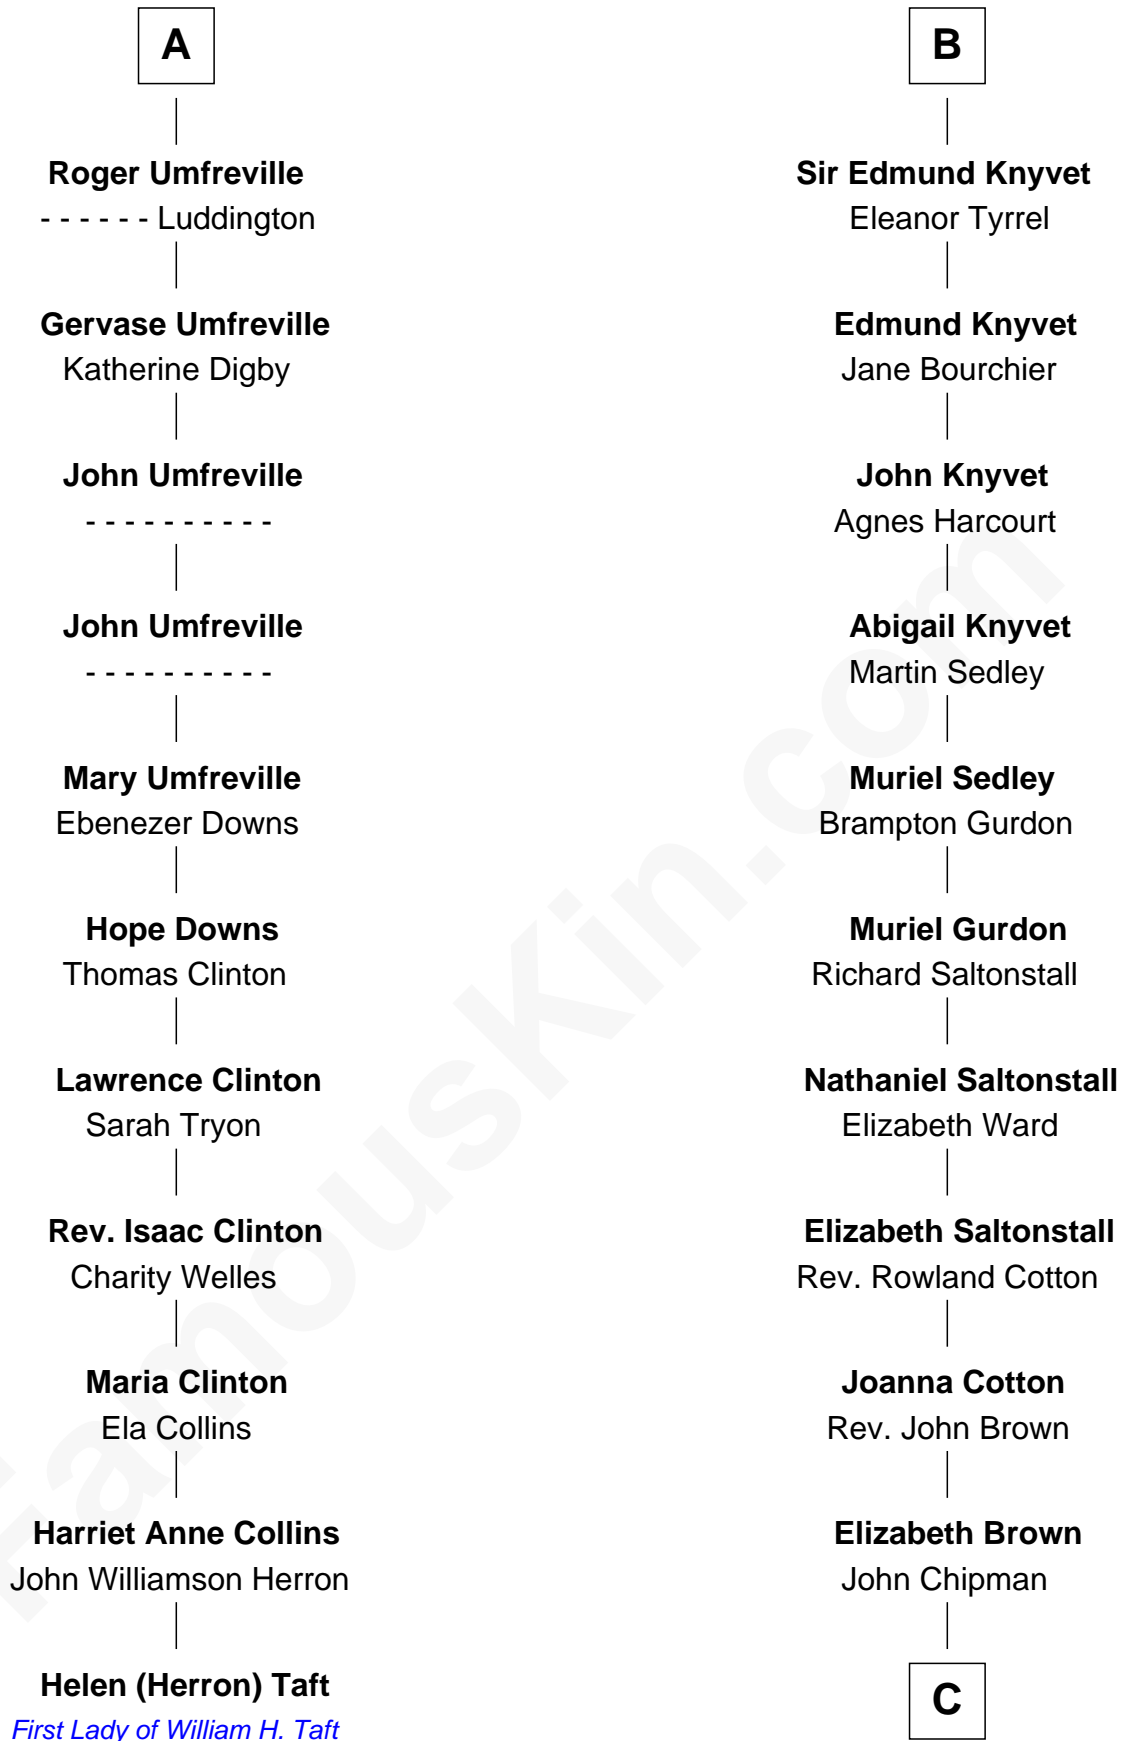 A
Roger Umfreville
- - - - - - Luddington
Gervase Umfreville
Katherine Digby
John Umfreville
- - - - - - - - - -
John Umfreville
- - - - - - - - - -
Mary Umfreville
Ebenezer Downs
Hope Downs
Thomas Clinton
Lawrence Clinton
Sarah Tryon
Rev. Isaac Clinton
Charity Welles
Maria Clinton
Ela Collins
Harriet Anne Collins
John Williamson Herron
Helen (Herron) Taft
First Lady of William H. Taft
B
Sir Edmund Knyvet
Eleanor Tyrrel
Edmund Knyvet
Jane Bourchier
John Knyvet
Agnes Harcourt
Abigail Knyvet
Martin Sedley
Muriel Sedley
Brampton Gurdon
Muriel Gurdon
Richard Saltonstall
Nathaniel Saltonstall
Elizabeth Ward
Elizabeth Saltonstall
Rev. Rowland Cotton
Joanna Cotton
Rev. John Brown
Elizabeth Brown
John Chipman
C
FamousKin.com